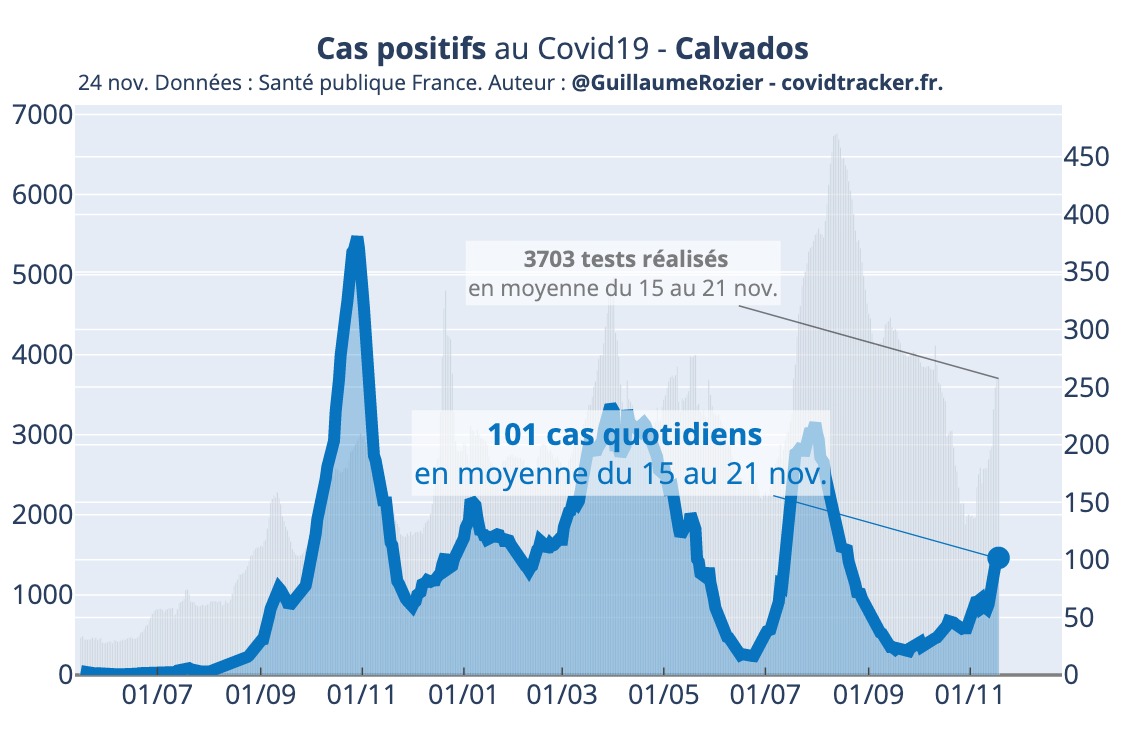 Cas positifs au Covid19 - Calvados
24 nov. Données : Santé publique France. Auteur : @GuillaumeRozier - covidtracker.fr.
7000
6000
5000
4000
3000
2000
1000
0
450
400
350
300
250
200
150
100
50
0
3703 tests réalisés
en moyenne du 15 au 21 nov.
101 cas quotidiens
en moyenne du 15 au 21 nov.
01/07 01/09 01/11 01/01 01/03 01/05 01/07 01/09 01/11